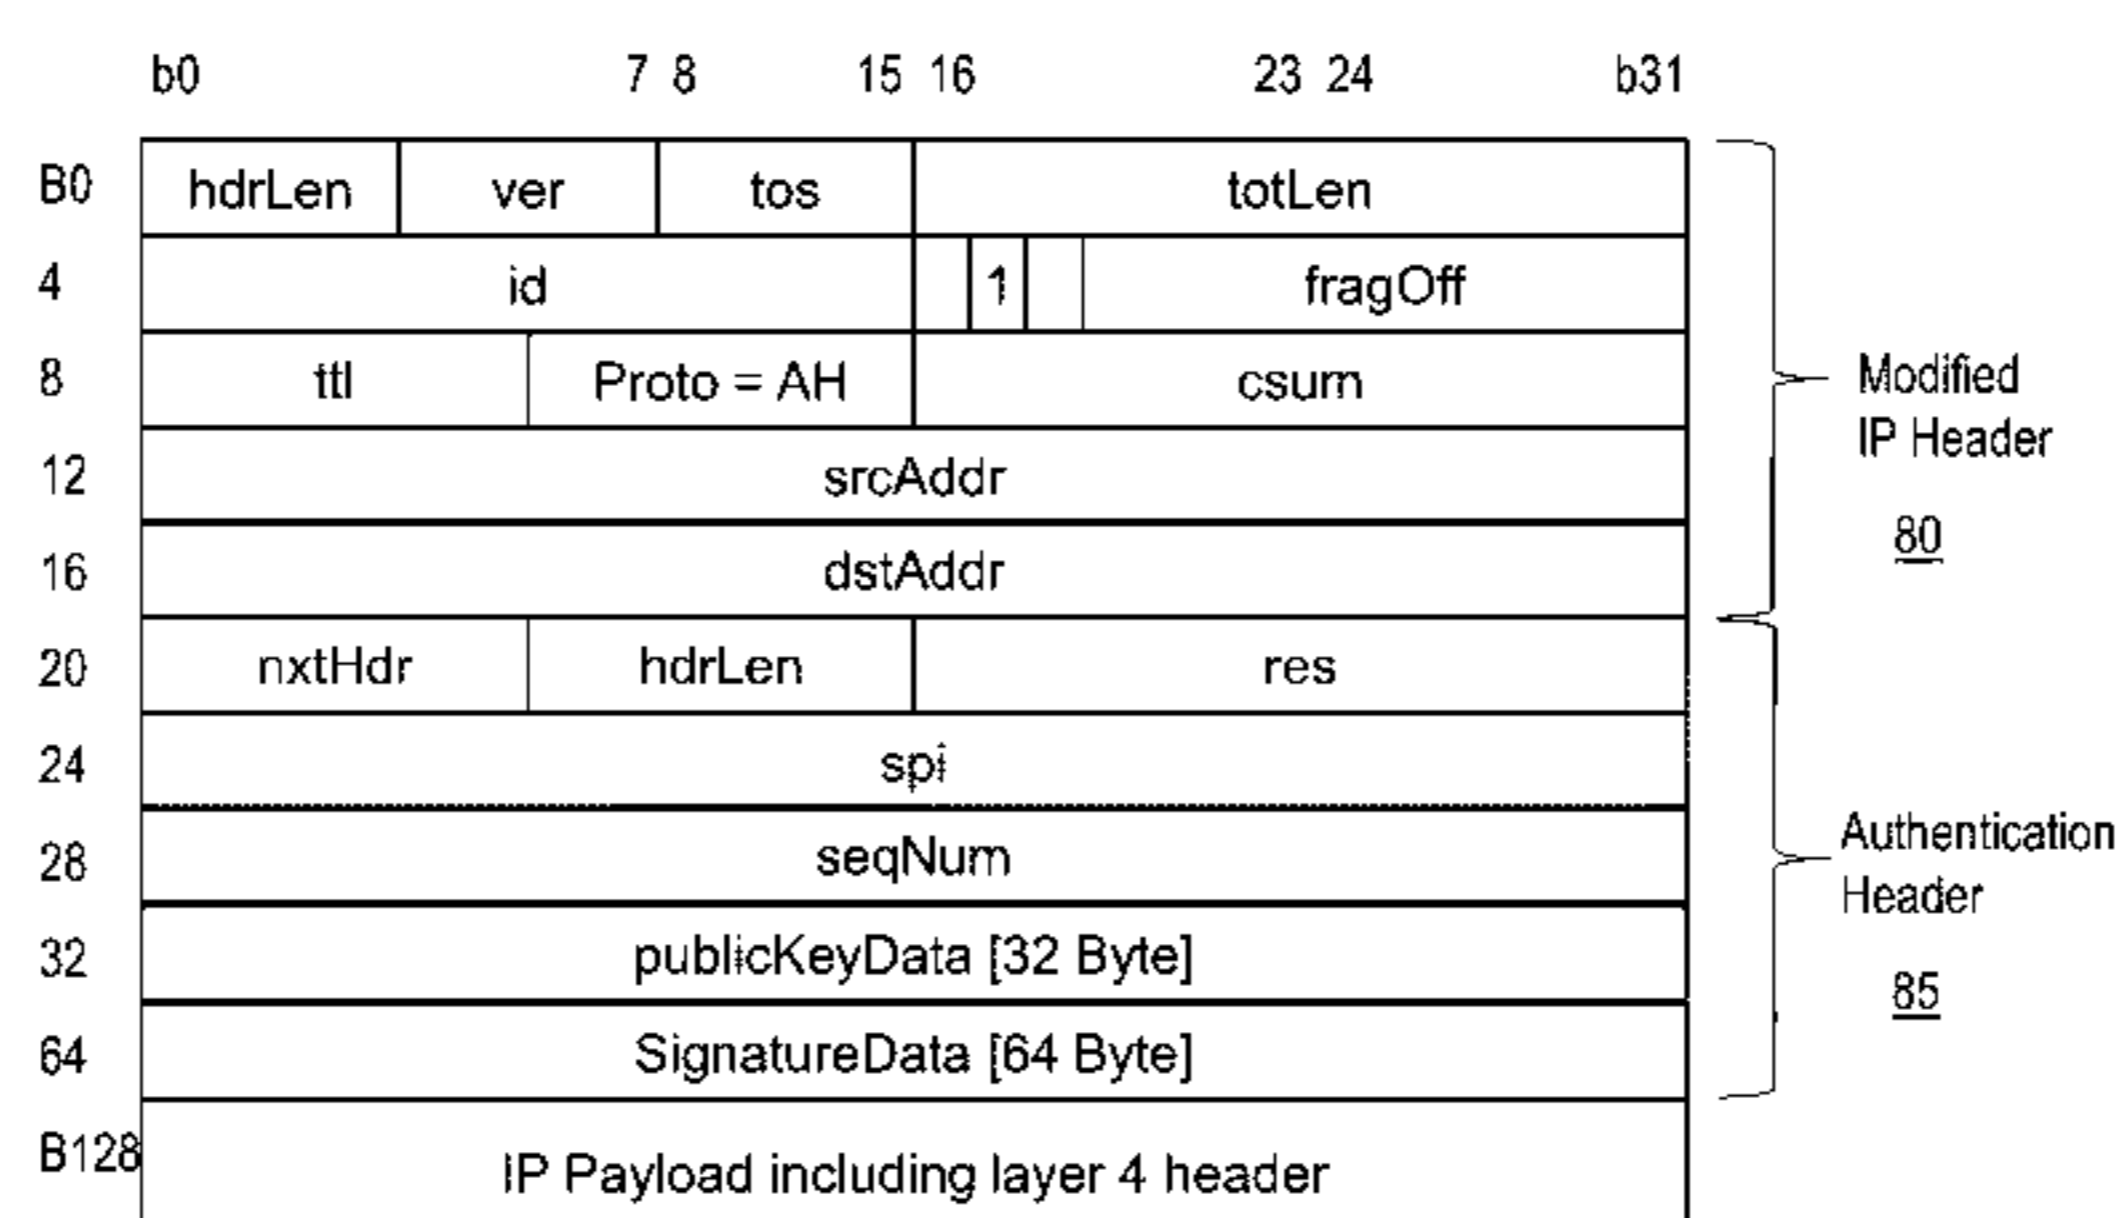 b0 7 8 15 16 23 24 b31
B0 hdrLen ver tos totLen
4 id 1 fragOff
8 ttl Proto = AH csum
Modified
IP Header
80
12 srcAddr
16 dstAddr
20 nxtHdr hdrLen res
24 spi
28 seqNum
Authentication
Header
85
32 publicKeyData [32 Byte]
64 SignatureData [64 Byte]
B128 IP Payload including layer 4 header